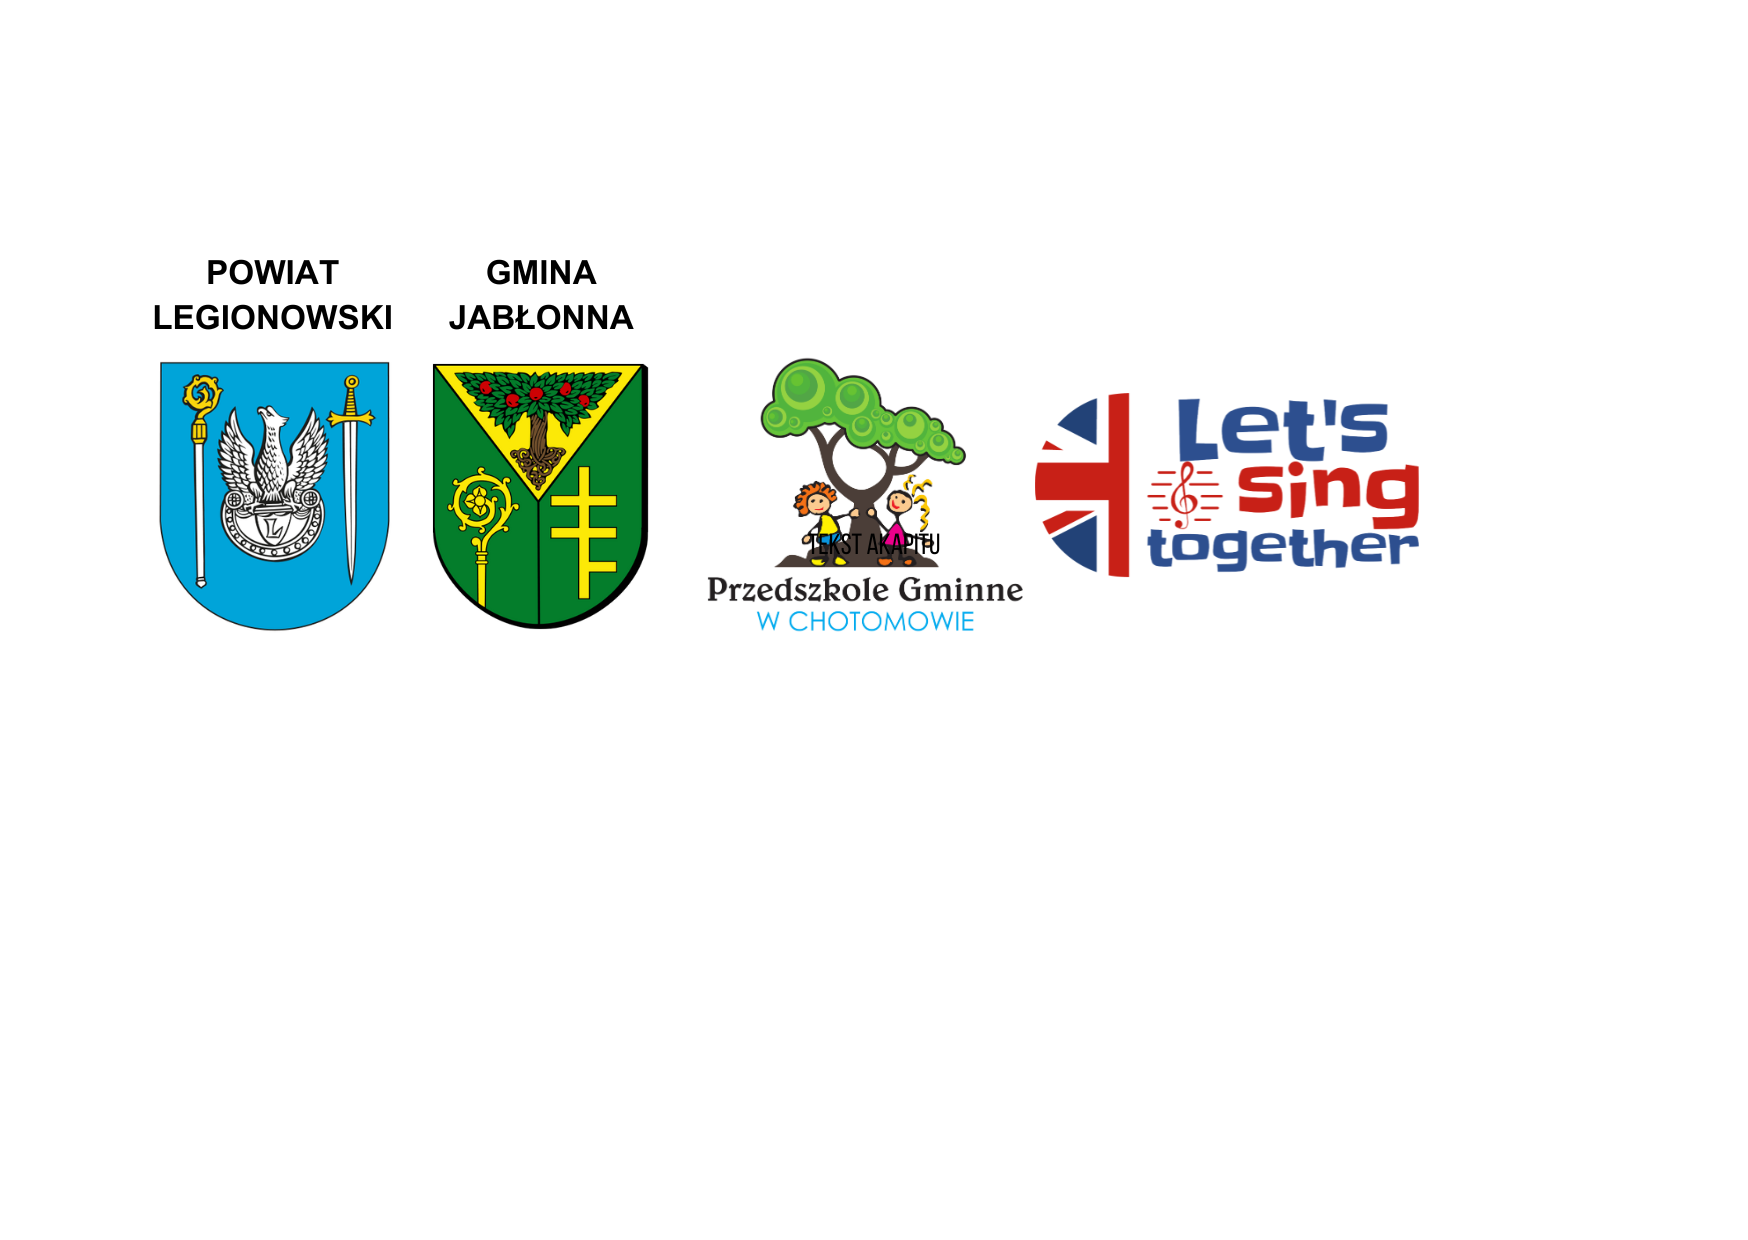 POWIAT
LEGIONOWSKI
GMINA
JABŁONNA
L
TEKST AKAPITU
Przedszkole Gminne
W CHOTOMOWIE
Let's
sing
together